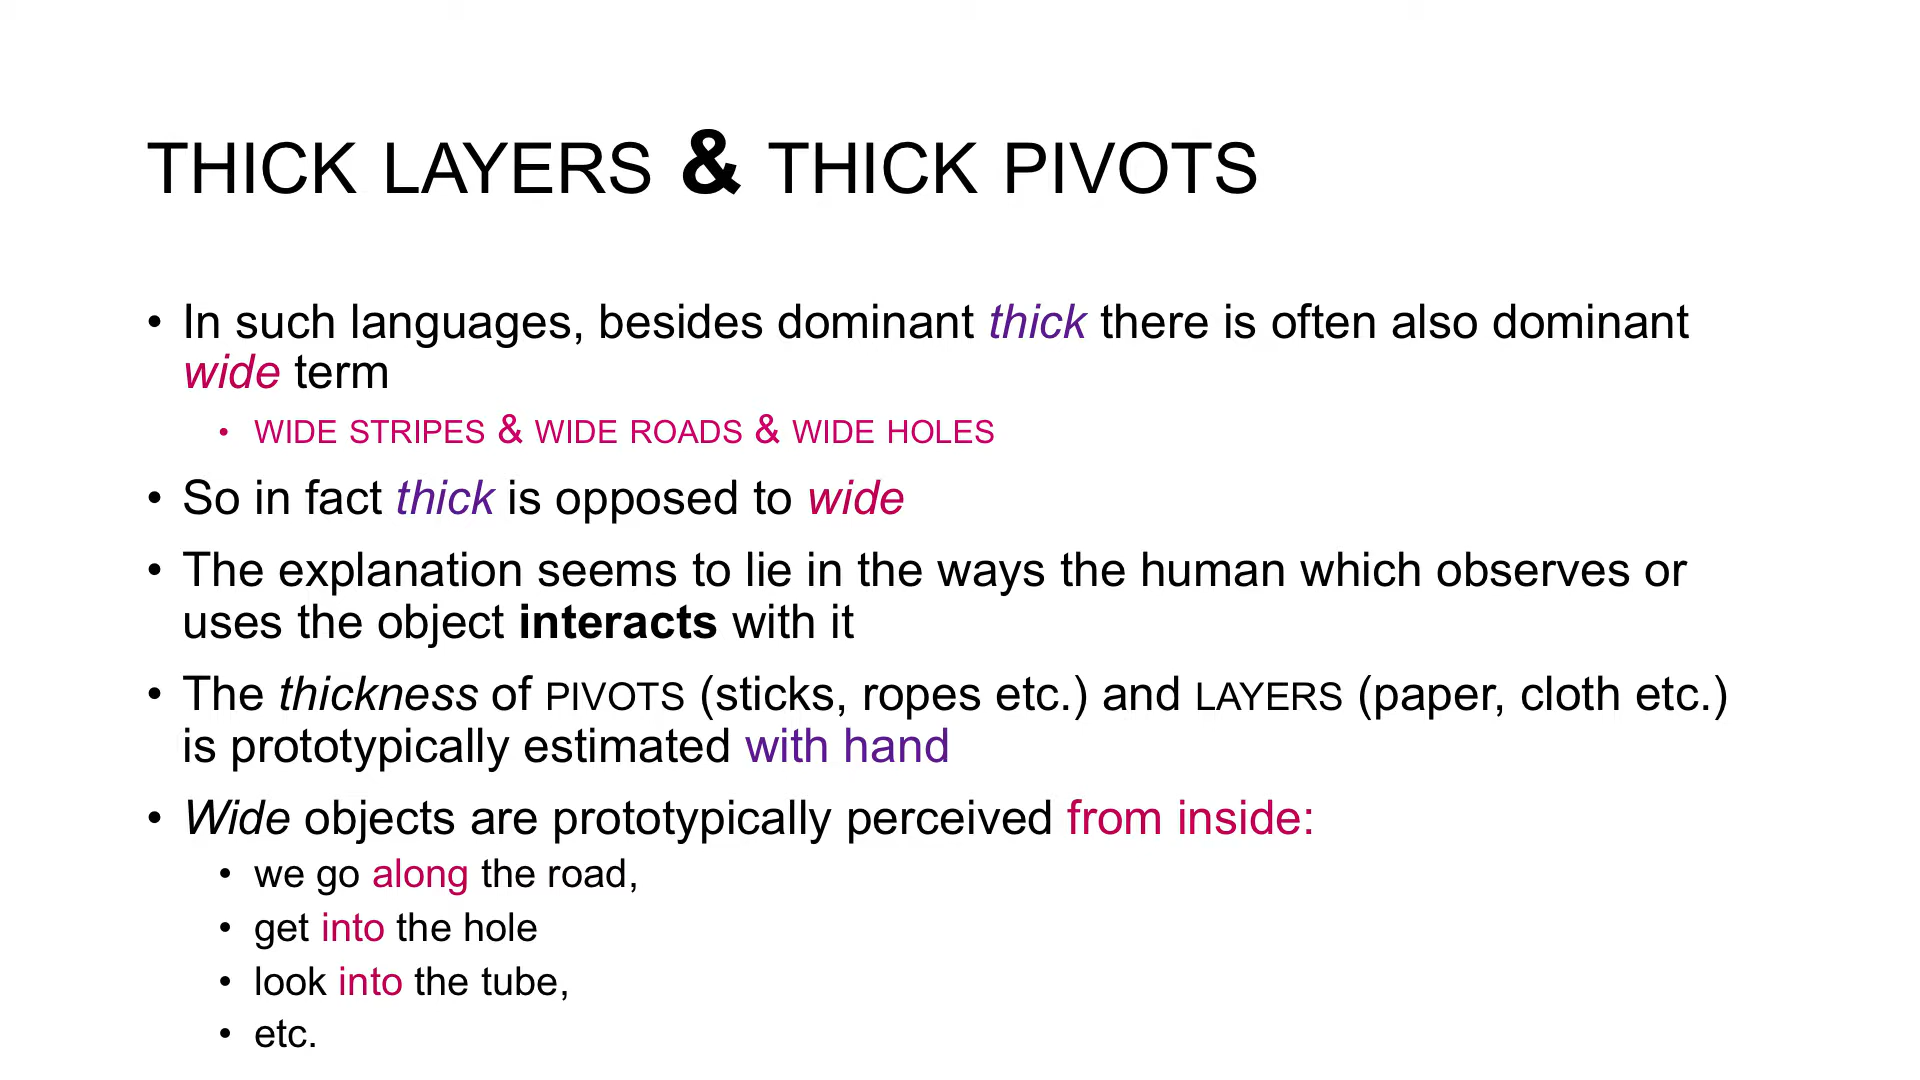 THICK LAYERS & THICK PIVOTS
• In such languages, besides dominant thick there is often also dominant
wide term
• WIDE STRIPES & WIDE ROADS & WIDE HOLES
• So in fact thick is opposed to wide
• The explanation seems to lie in the ways the human which observes or
uses the object interacts with it
• The thickness of PIVOTS (sticks, ropes etc.) and LAYERS (paper, cloth etc.)
is prototypically estimated with hand
• Wide objects are prototypically perceived from inside:
• we go along the road,
• get into the hole
• look into the tube,
• etc.